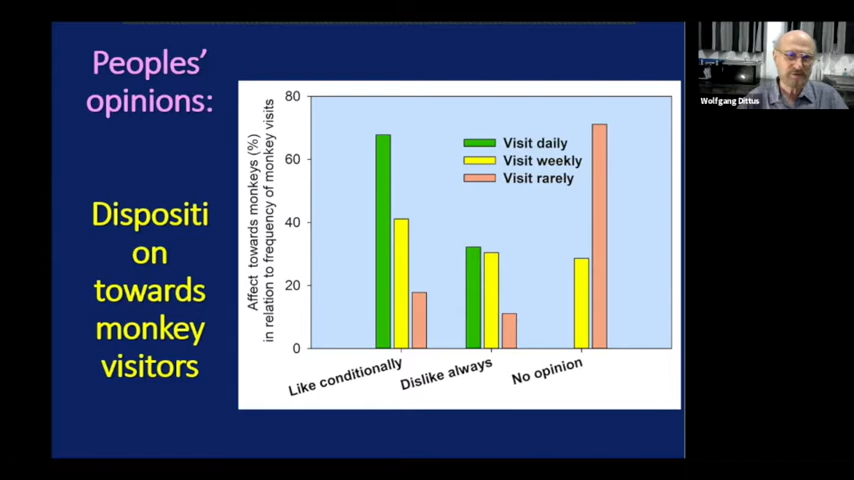 Peoples'
opinions:
Dispositi
on
towards
monkey
visitors
Affect towards monkeys (%)
in relation to frequency of monkey visits
80
60
40
20
0
Visit daily
Visit weekly
Visit rarely
Like conditionally
Dislike always
No opinion
Wolfgang Dittus